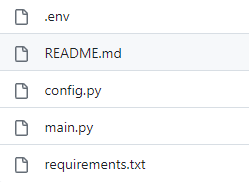 .env
README.md
config.py
main.py
requirements.txt